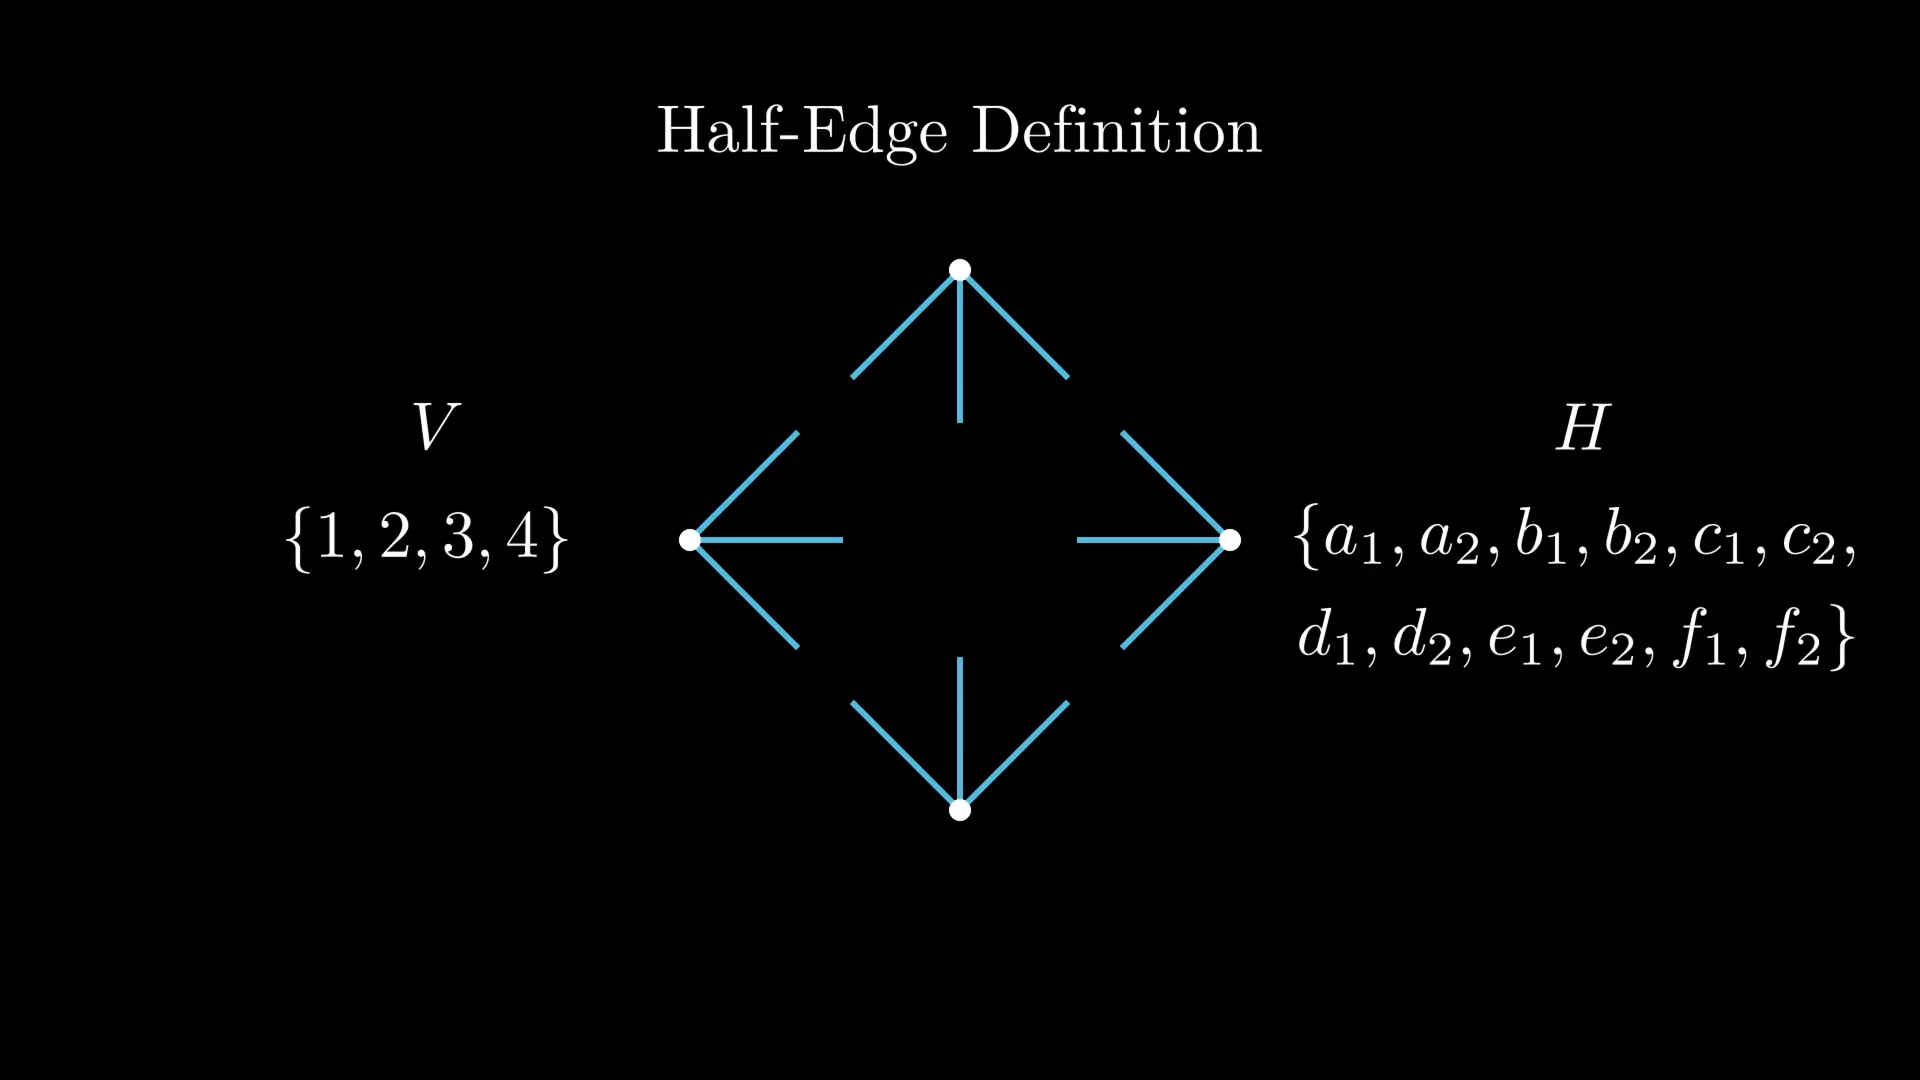 Half-Edge Definition
V
{1, 2, 3, 4}
H
{a₁, a₂, b₁, b₂, c₁, c₂,
d₁, d₂, e₁, e₂, f₁, f₂}